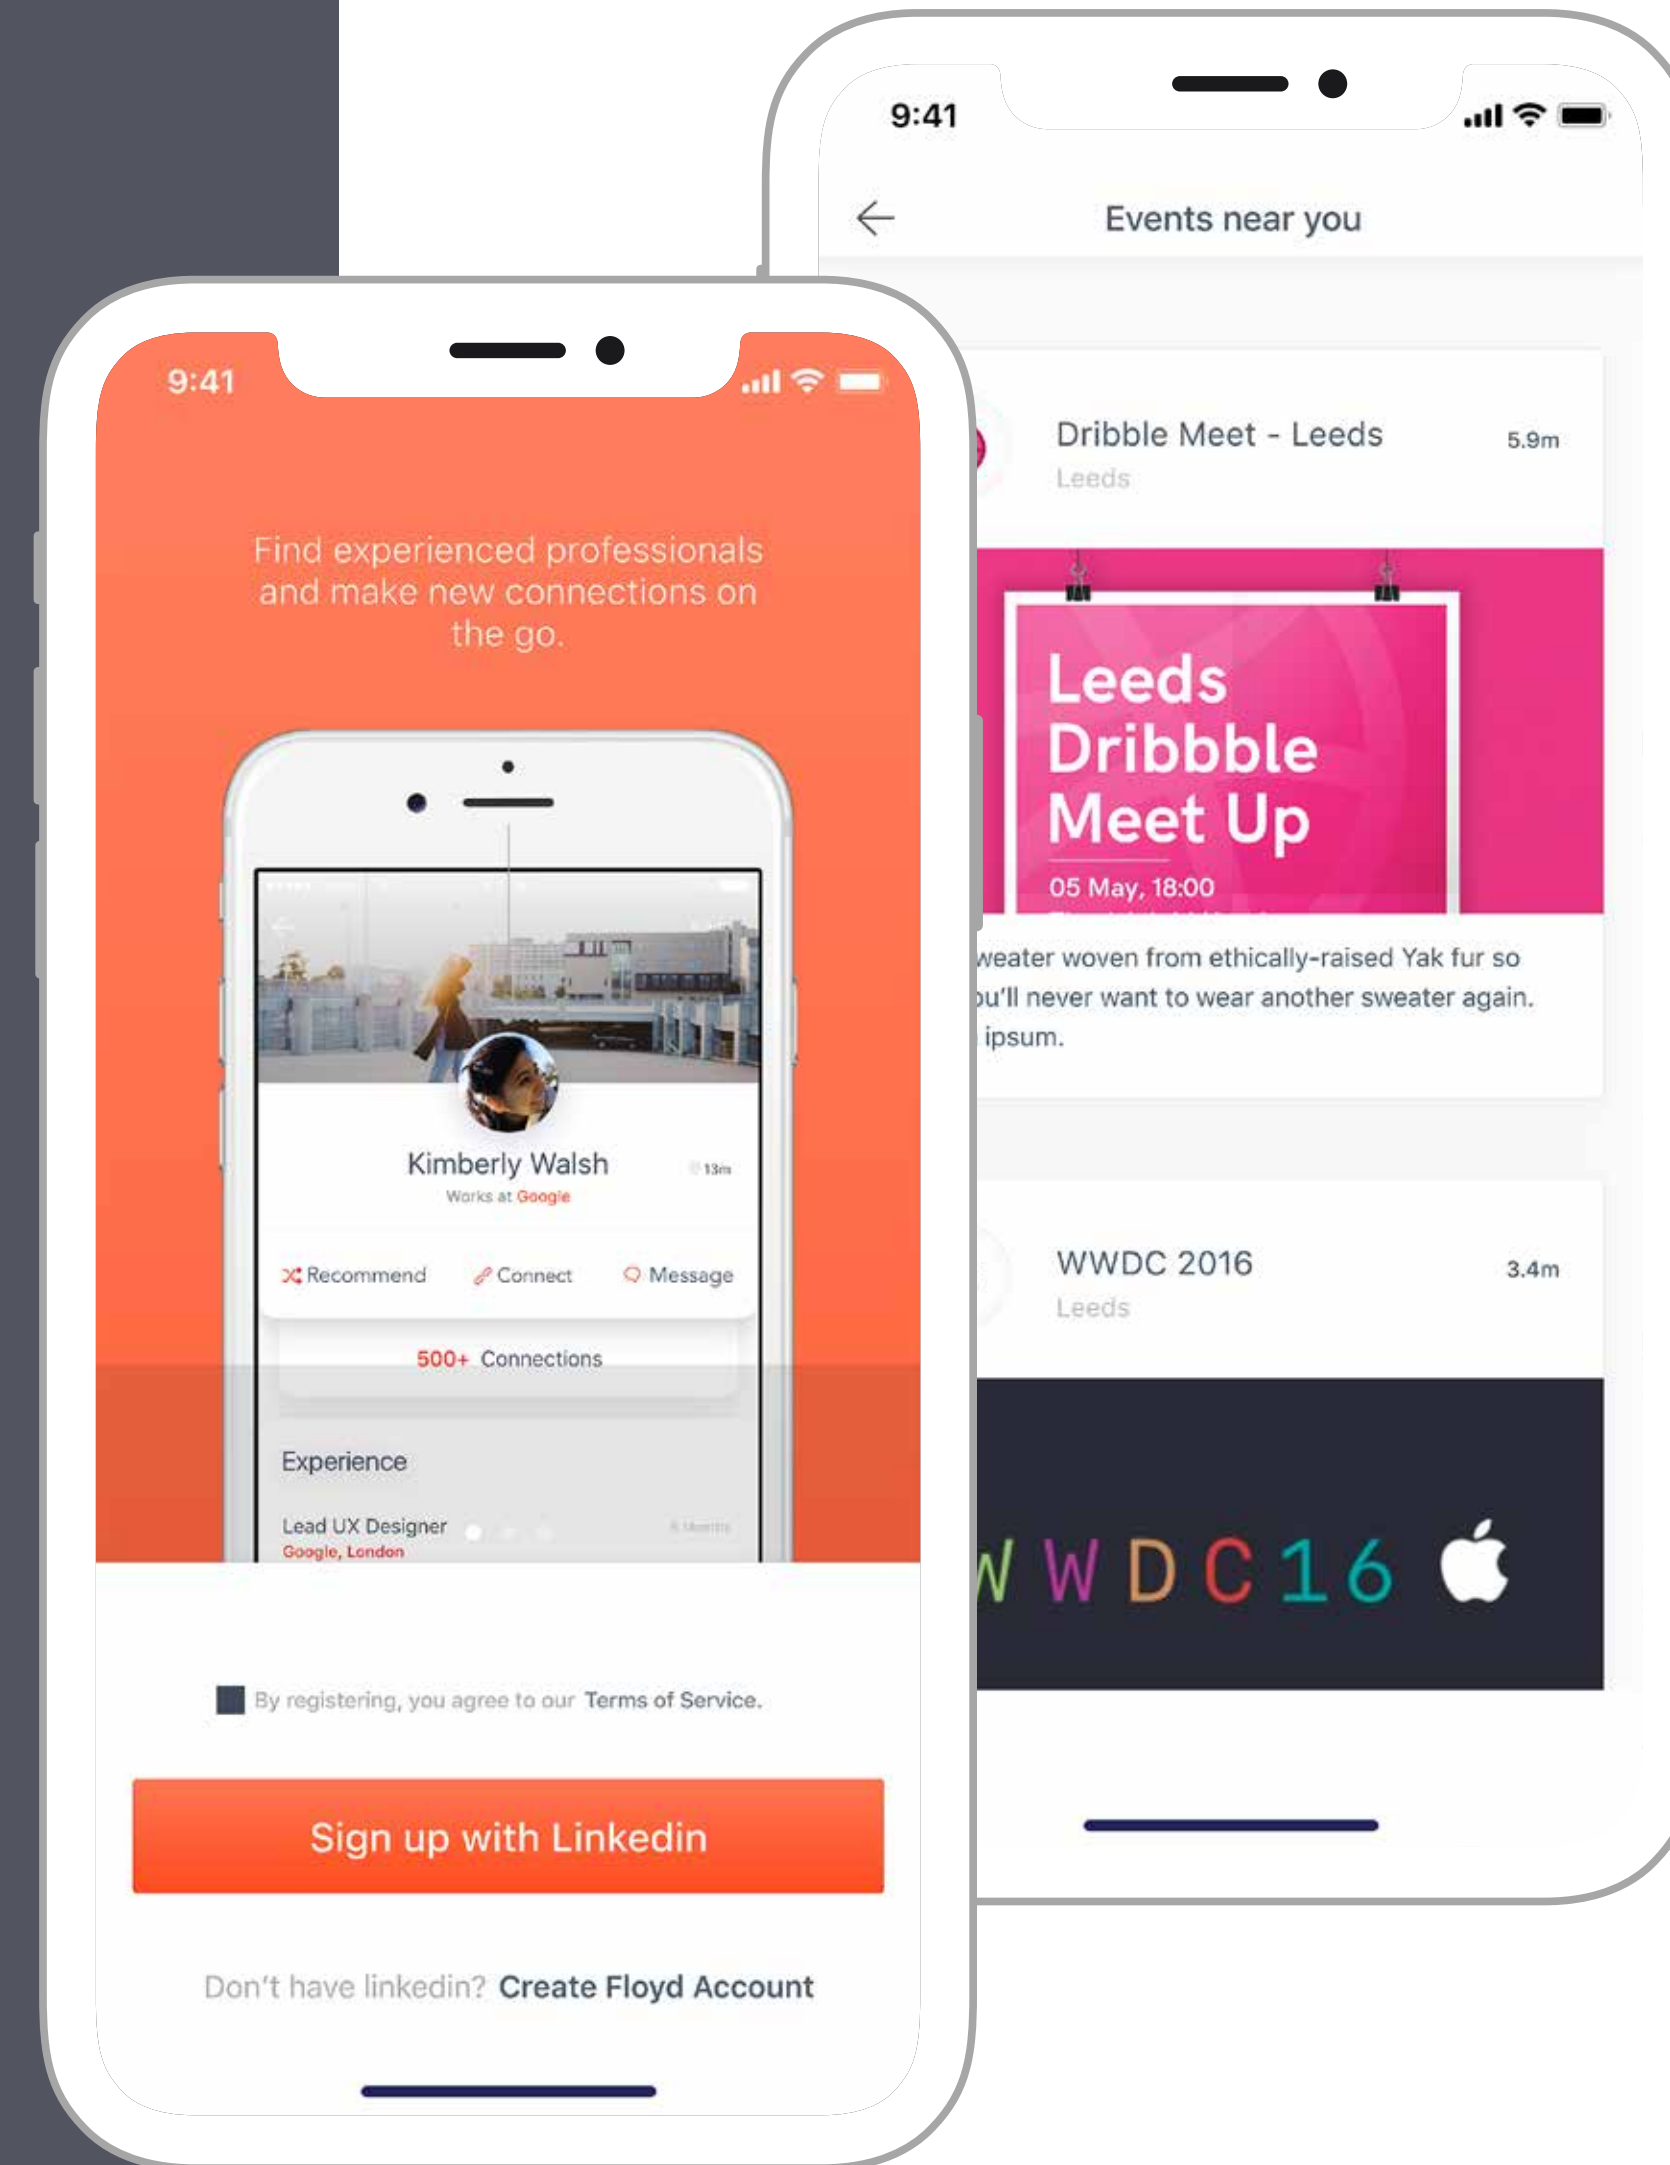 9:41
Find experienced professionals
and make new connections on
the go.
Kimberly Walsh
13m
Works at Google
Recommend
Connect
Message
500+ Connections
Experience
Lead UX Designer
Google, London
By registering, you agree to our Terms of Service.
Sign up with Linkedin
Don't have linkedin? Create Floyd Account
9:41
Events near you
Dribble Meet - Leeds
5.9m
Leeds
Leeds
Dribbble
Meet Up
05 May, 18:00
weater woven from ethically-raised Yak fur so
ou'll never want to wear another sweater again.
ipsum.
WWDC 2016
3.4m
Leeds
WWDC16